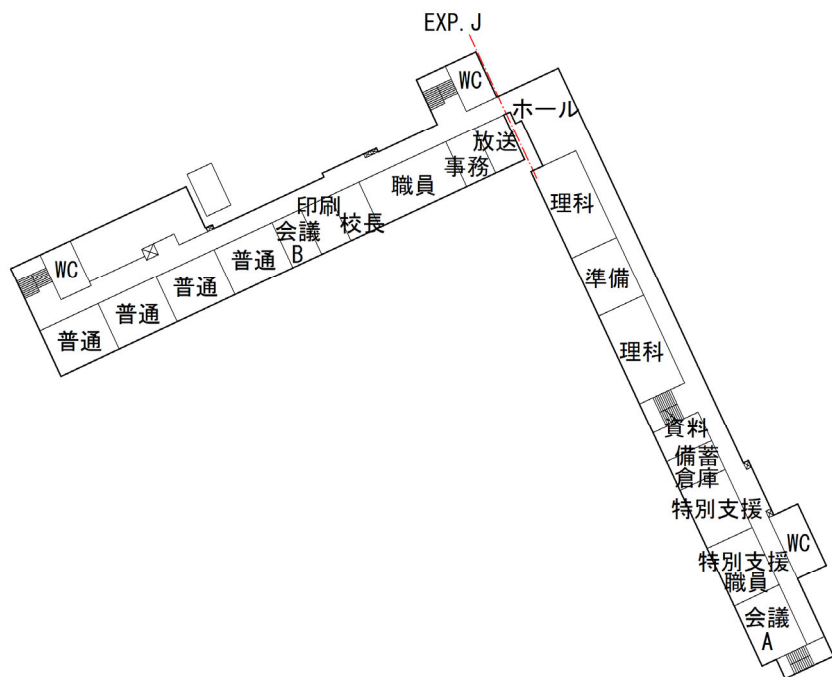 EXP. J
WC
ホール
放送
事務
職員
印刷
校長
会議
B
普通
普通
普通
普通
WC
理科
準備
理科
資料
備蓄
倉庫
特別支援
特別支援
職員
WC
会議
A